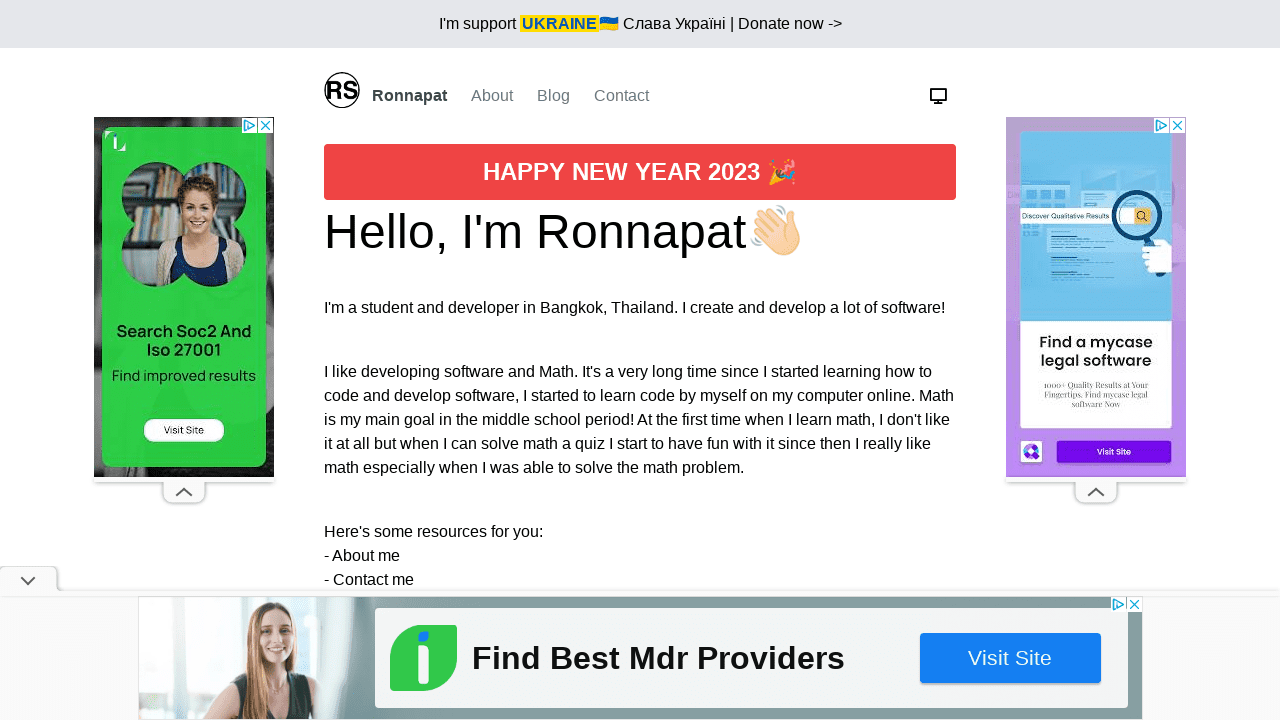 I'm support UKRAINE🇺🇦 Слава Україні | Donate now ->
RS Ronnapat About Blog Contact
HAPPY NEW YEAR 2023 🎉
Hello, I'm Ronnapat👋🏻
I'm a student and developer in Bangkok, Thailand. I create and develop a lot of software!
I like developing software and Math. It's a very long time since I started learning how to
code and develop software, I started to learn code by myself on my computer online. Math
is my main goal in the middle school period! At the first time when I learn math, I don't like
it at all but when I can solve math a quiz I start to have fun with it since then I really like
math especially when I was able to solve the math problem.
Here's some resources for you:
- About me
- Contact me
Search Soc2 And
Iso 27001
Find improved results
Visit Site
Discover Qualitative Results
Find a mycase
legal software
1000+ Quality Results at Your
Fingertips. Find mycase legal
software Now
Visit Site
Find Best Mdr Providers
Visit Site